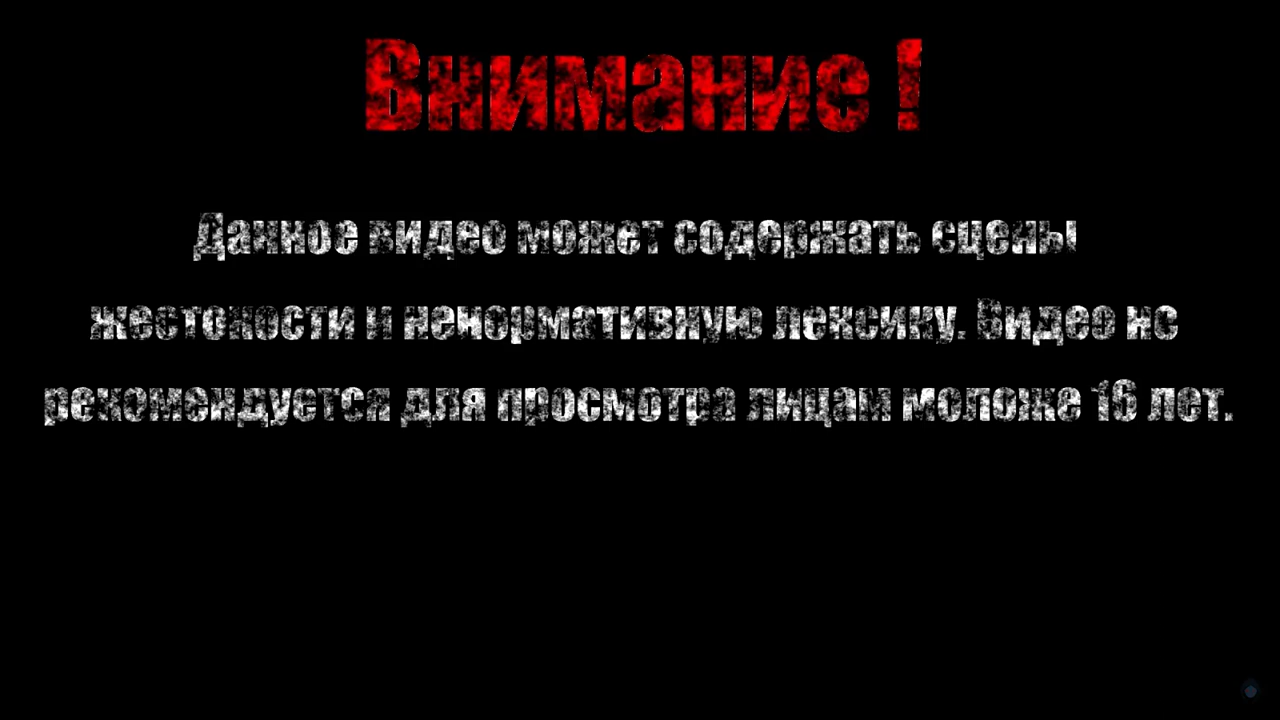 Внимание !
Данное видео может содержать сцены
жестокости и ненормативную лексику. Видео не
рекомендуется для просмотра лицам моложе 16 лет.